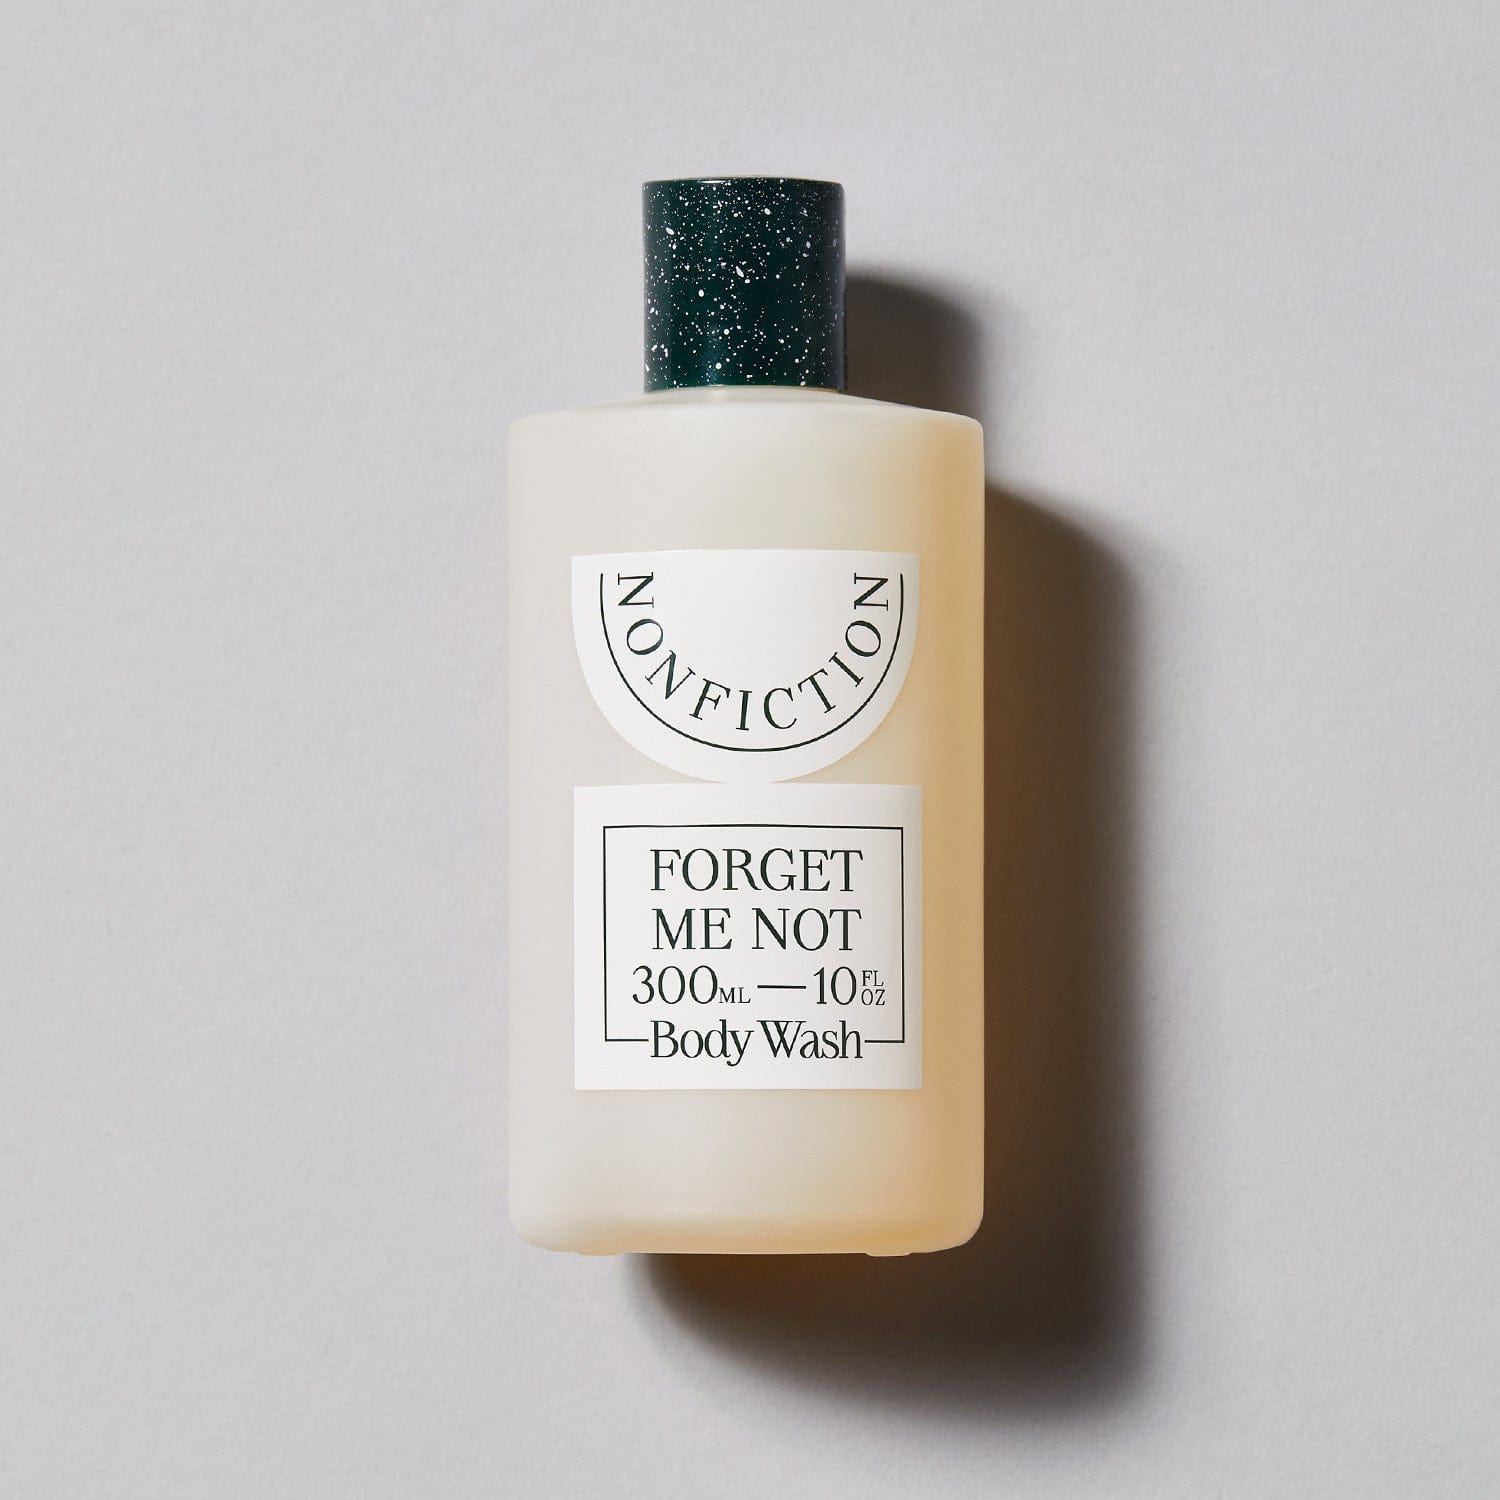 NONFICTION
FORGET
ME NOT
300ML—10FL OZ
Body Wash